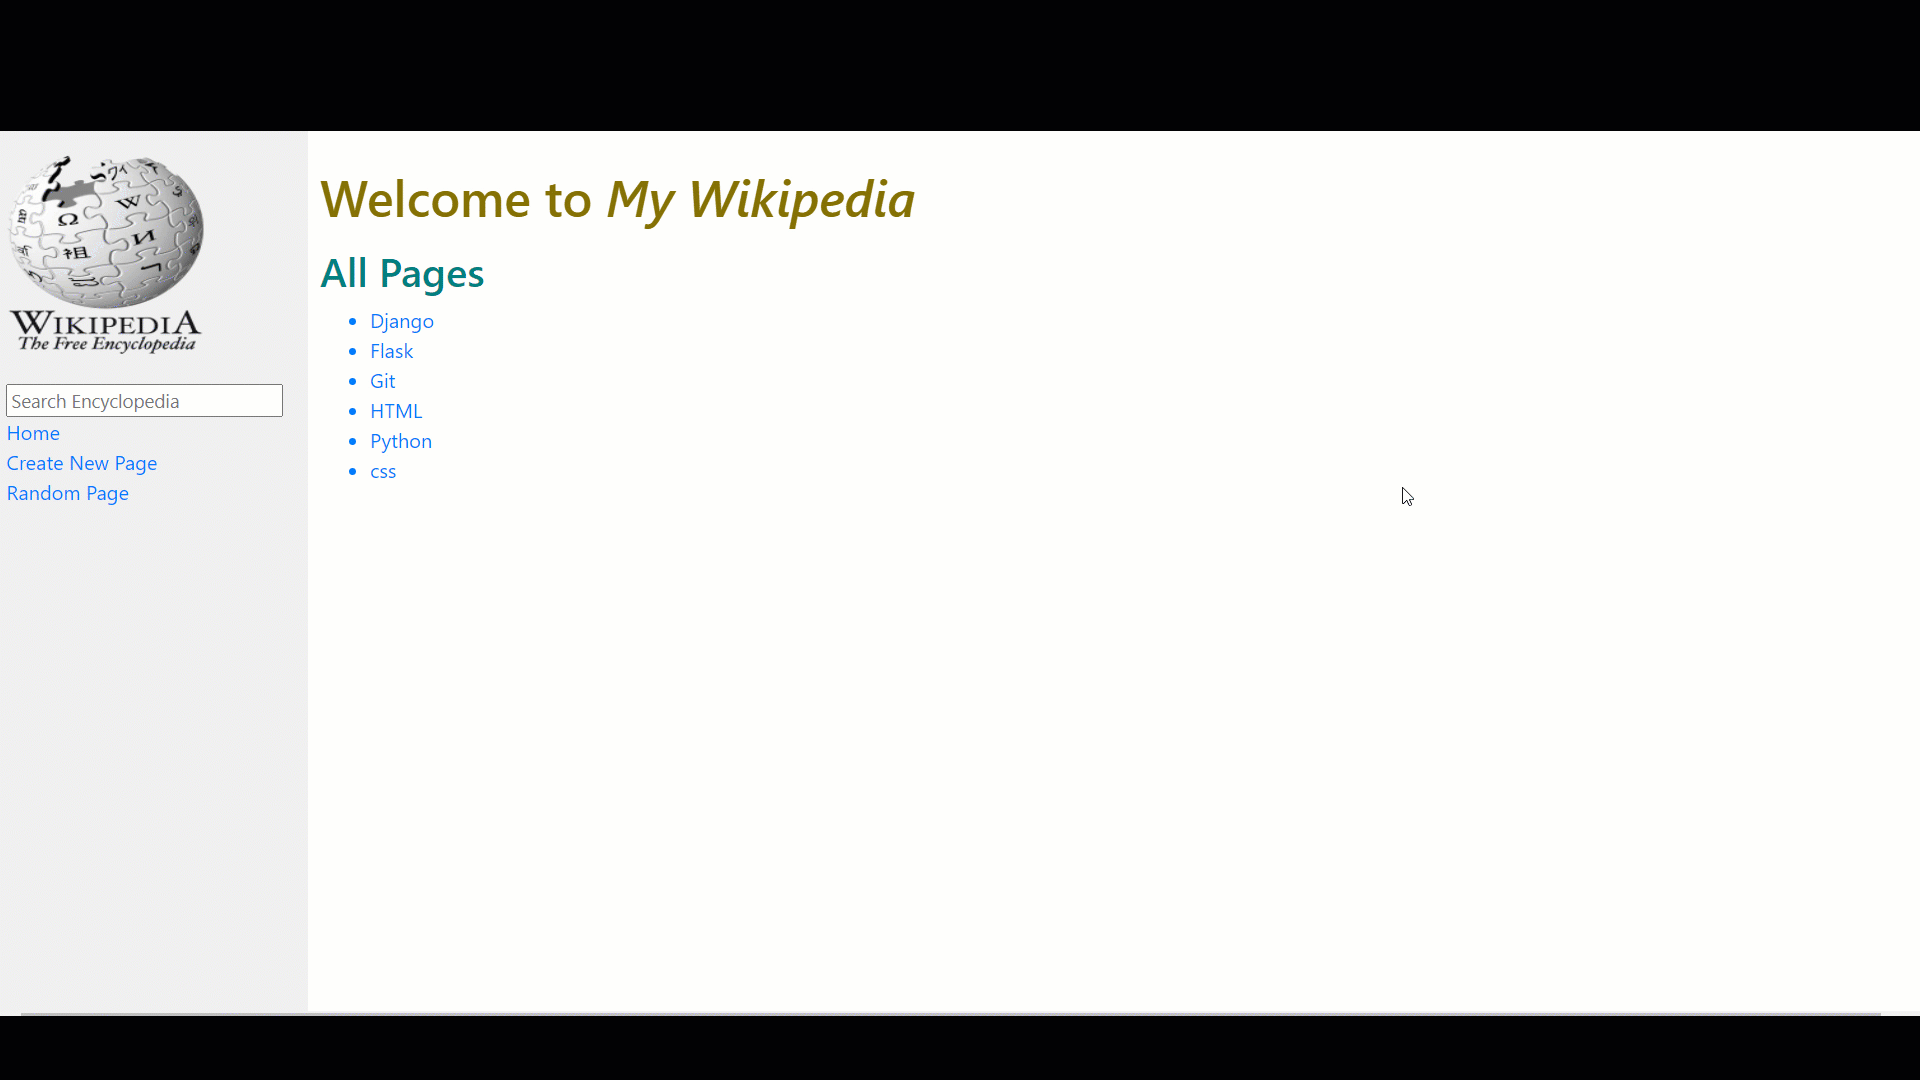 WIKIPEDIA
The Free Encyclopedia
Search Encyclopedia
Home
Create New Page
Random Page
Welcome to My Wikipedia
All Pages
Django
Flask
Git
HTML
Python
css